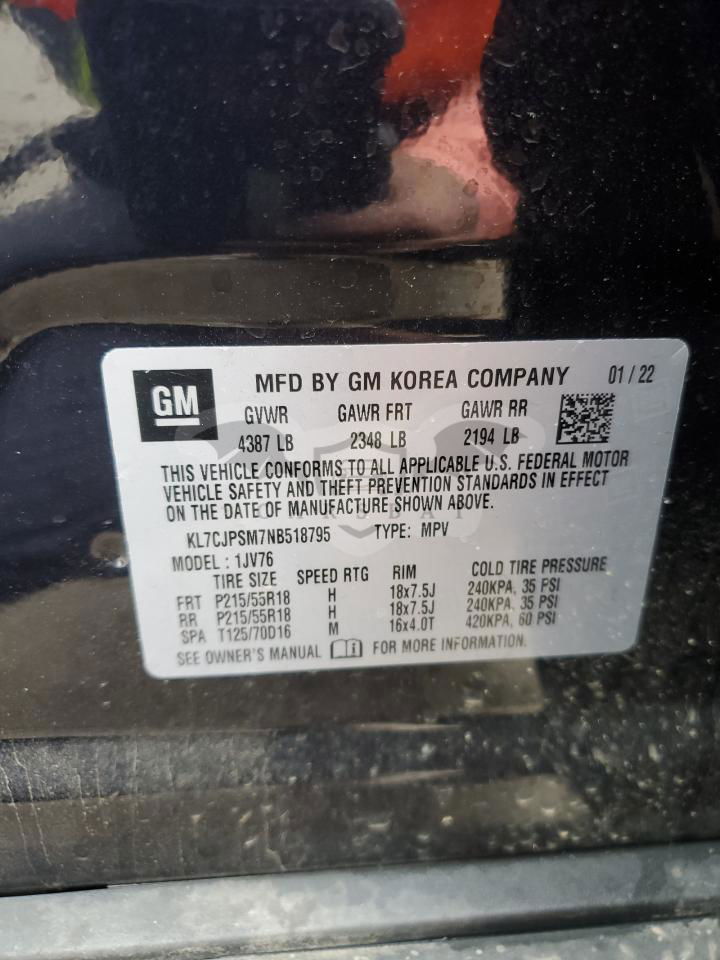 GM MFD BY GM KOREA COMPANY 01 / 22
GVWR GAWR FRT GAWR RR
4387 LB 2348 LB 2194 LB
THIS VEHICLE CONFORMS TO ALL APPLICABLE U.S. FEDERAL MOTOR
VEHICLE SAFETY AND THEFT PREVENTION STANDARDS IN EFFECT
ON THE DATE OF MANUFACTURE SHOWN ABOVE.
KL7CJPSM7NB518795 TYPE: MPV
MODEL : 1JV76
TIRE SIZE SPEED RTG RIM COLD TIRE PRESSURE
FRT P215/55R18 H 18x7.5J 240KPA, 35 PSI
RR P215/55R18 H 18x7.5J 240KPA, 35 PSI
SPA T125/70D16 M 16x4.0T 420KPA, 60 PSI
SEE OWNER'S MANUAL FOR MORE INFORMATION.